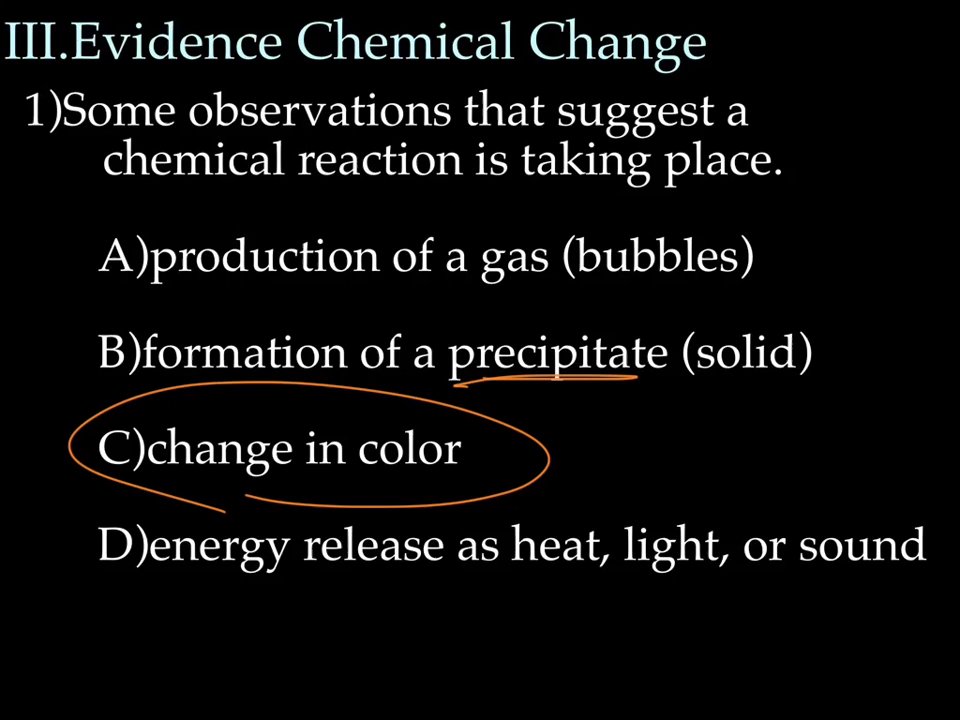 III.Evidence Chemical Change
1)Some observations that suggest a
chemical reaction is taking place.
A)production of a gas (bubbles)
B)formation of a precipitate (solid)
C)change in color
D)energy release as heat, light, or sound